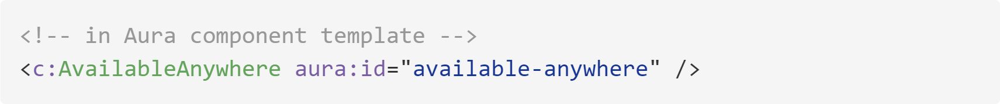 <!-- in Aura component template -->
<c:AvailableAnywhere aura:id="available-anywhere" />